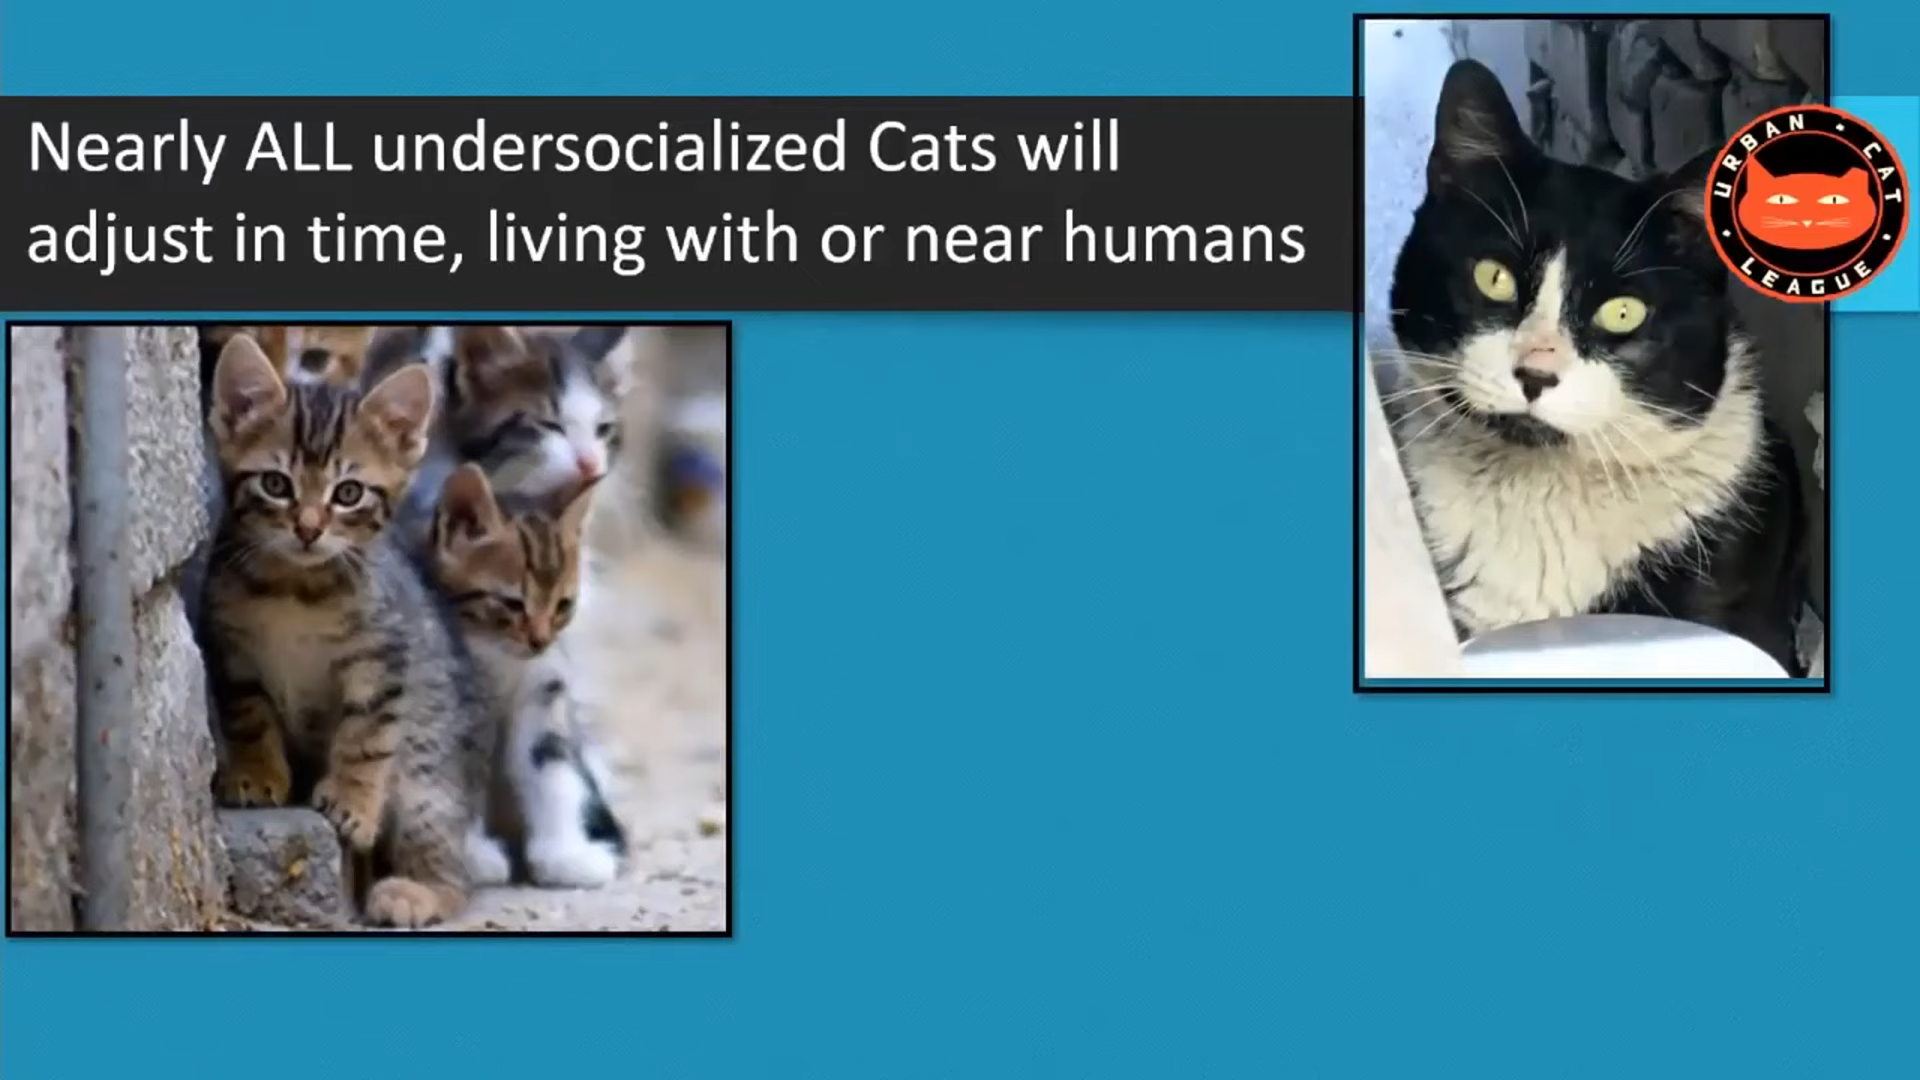 Nearly ALL undersocialized Cats will
adjust in time, living with or near humans
URBAN • CAT • LEAGUE •